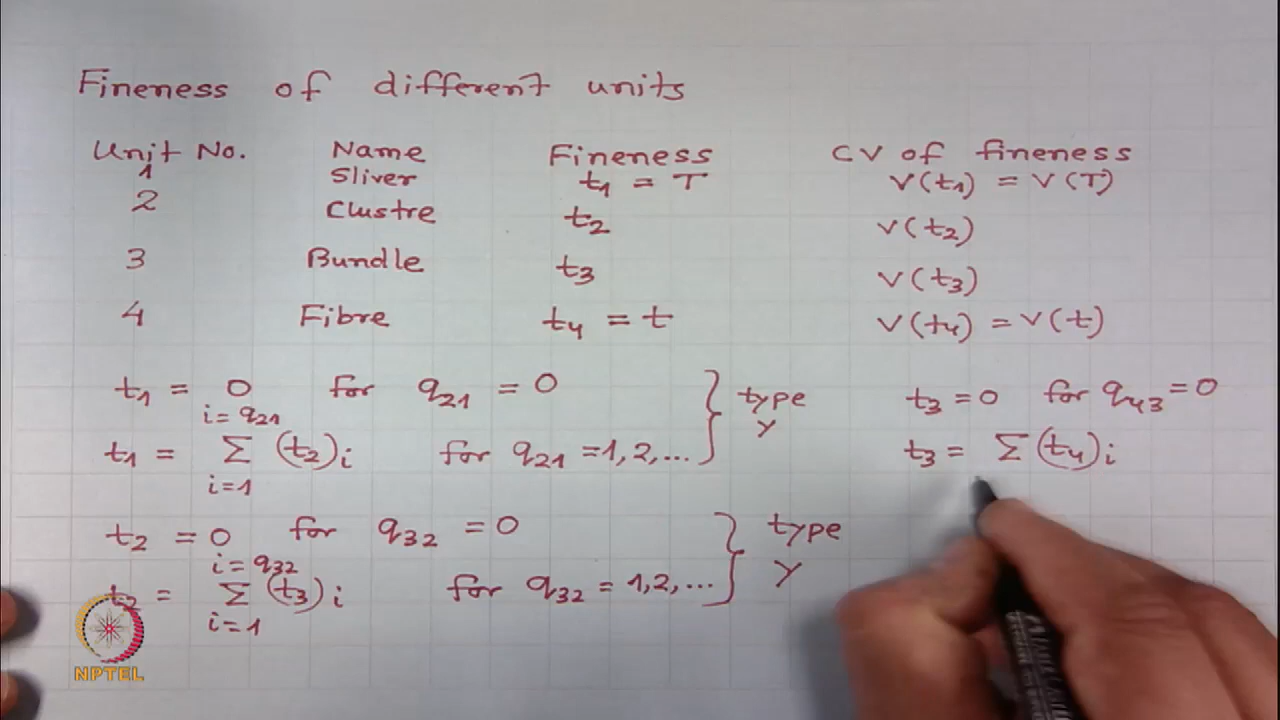 Fineness of different units
Unit No. Name Fineness CV of fineness
1 Sliver t₁ = T V(t₁) = V(T)
2 Clustre t₂ V(t₂)
3 Bundle t₃ V(t₃)
4 Fibre t₄ = t V(t₄) = V(t)
t₁ = 0 for q₂₁ = 0
i = q₂₁
t₁ = Σ (t₂)i for q₂₁ = 1, 2, ...
i = 1
} type Y
t₂ = 0 for q₃₂ = 0
i = q₃₂
t₂ = Σ (t₃)i for q₃₂ = 1, 2, ...
i = 1
} type Y
t₃ = 0 for q₄₃ = 0
t₃ = Σ (t₄)i
NPTEL